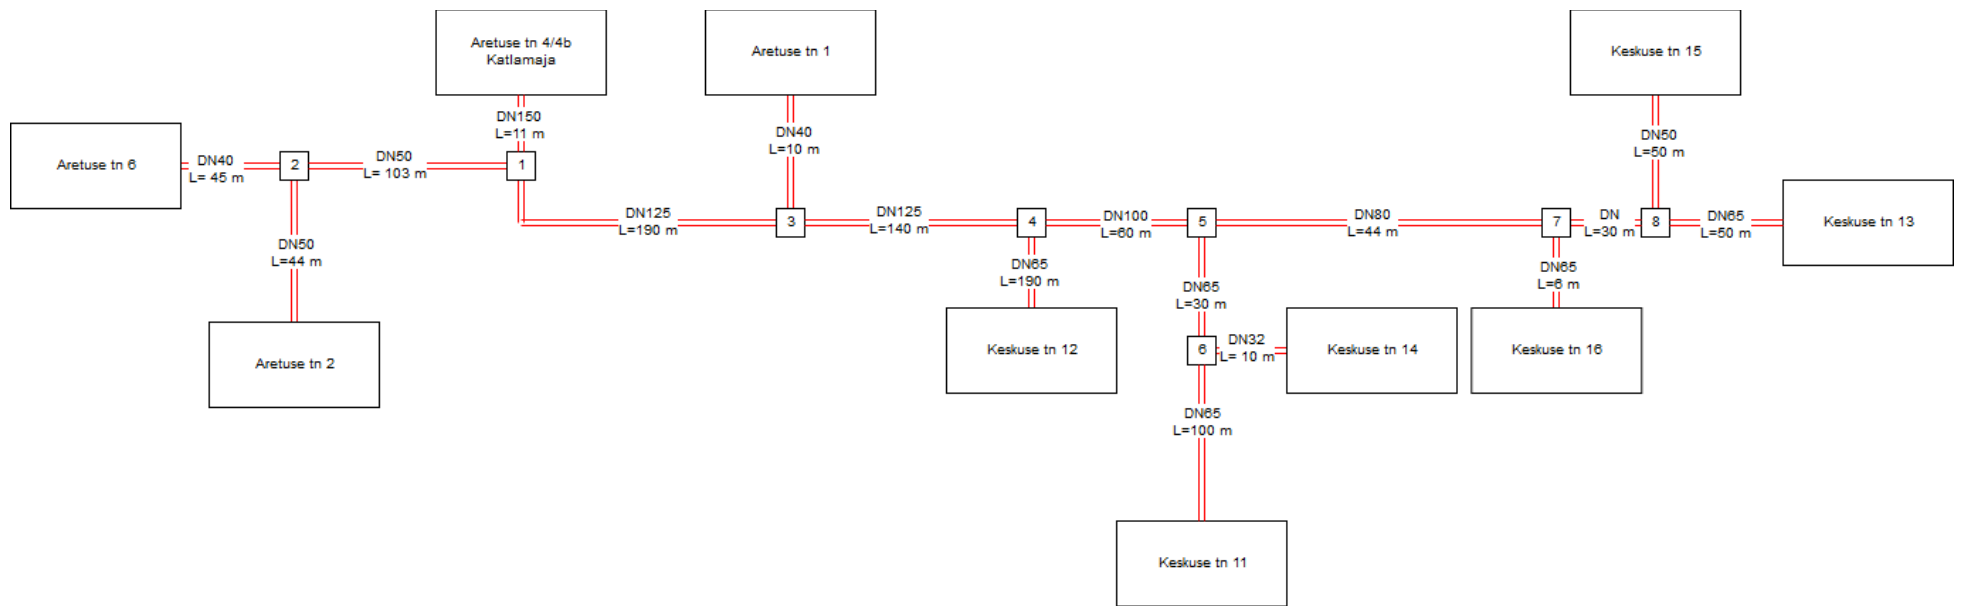 Aretuse tn 4/4b
Katlamaja
Aretuse tn 1
Keskuse tn 15
DN150
L=11 m
DN40
L=10 m
DN50
L=50 m
Aretuse tn 6
DN40
L= 45 m
2
DN50
L= 103 m
1
DN125
L=190 m
3
DN125
L=140 m
4
DN100
L=60 m
5
DN80
L=44 m
7
DN
L=30 m
8
DN65
L=50 m
Keskuse tn 13
DN50
L=44 m
DN65
L=190 m
DN65
L=30 m
DN65
L=6 m
Aretuse tn 2
Keskuse tn 12
6
DN32
L= 10 m
Keskuse tn 14
Keskuse tn 16
DN65
L=100 m
Keskuse tn 11